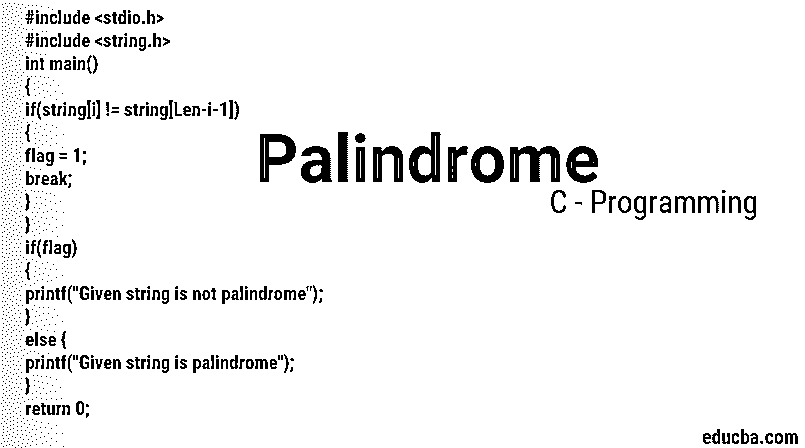 #include <stdio.h>
#include <string.h>
int main()
{
if(string[i] != string[Len-i-1])
{
flag = 1;
break;
}
}
if(flag)
{
printf("Given string is not palindrome");
}
else {
printf("Given string is palindrome");
}
return 0;
Palindrome
C - Programming
educba.com